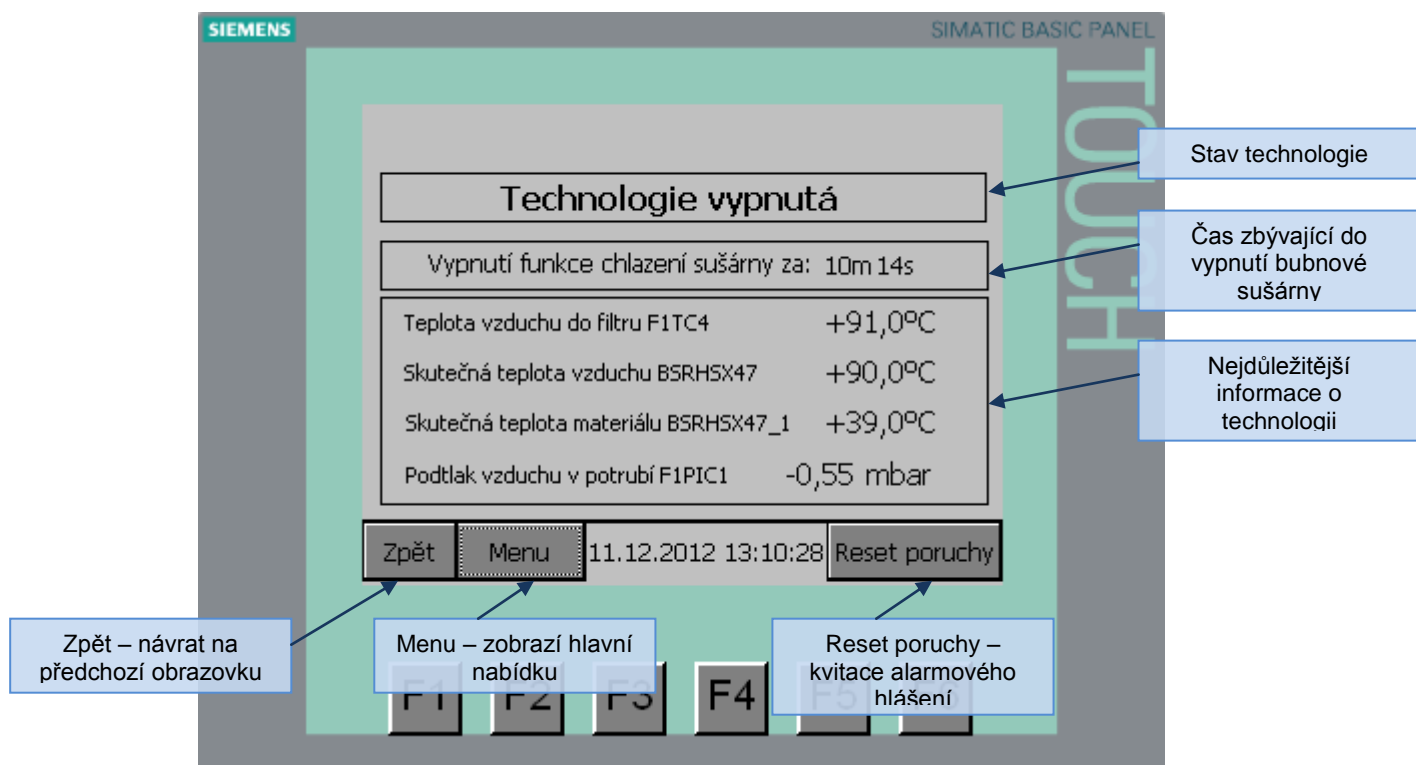 SIEMENS
SIMATIC BASIC PANEL
TOUCH
Technologie vypnutá
Vypnutí funkce chlazení sušárny za: 10m 14s
Teplota vzduchu do filtru F1TC4 +91,0ºC
Skutečná teplota vzduchu BSRHSX47 +90,0ºC
Skutečná teplota materiálu BSRHSX47_1 +39,0ºC
Podtlak vzduchu v potrubí F1PIC1 -0,55 mbar
Zpět Menu 11.12.2012 13:10:28 Reset poruchy
Stav technologie
Čas zbývající do
vypnutí bubnové
sušárny
Nejdůležitější
informace o
technologii
Zpět – návrat na
předchozí obrazovku
Menu – zobrazí hlavní
nabídku
Reset poruchy –
kvitace alarmového
hlášení
F1 F2 F3 F4 F5 F6